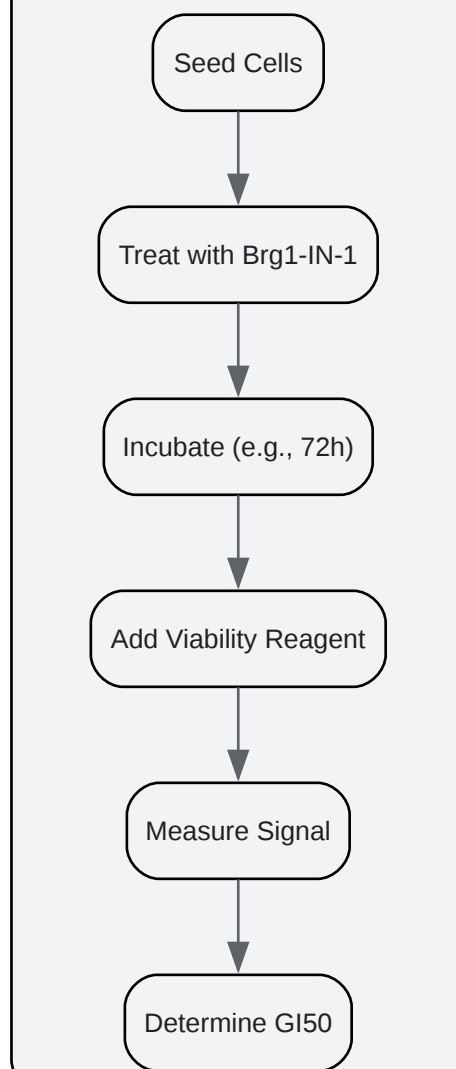 Seed Cells
Treat with Brg1-IN-1
Incubate (e.g., 72h)
Add Viability Reagent
Measure Signal
Determine GI50